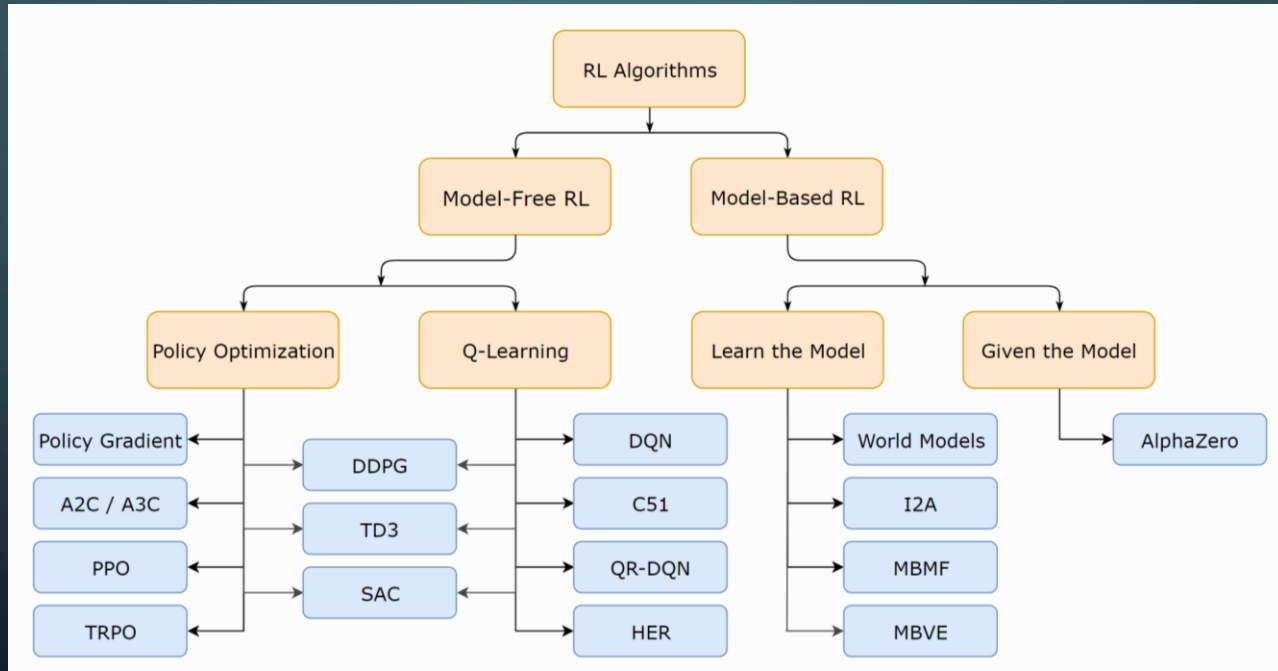 RL Algorithms
Model-Free RL
Model-Based RL
Policy Optimization
Q-Learning
Learn the Model
Given the Model
Policy Gradient
DDPG
DQN
World Models
AlphaZero
A2C / A3C
TD3
C51
I2A
PPO
SAC
QR-DQN
MBMF
TRPO
HER
MBVE